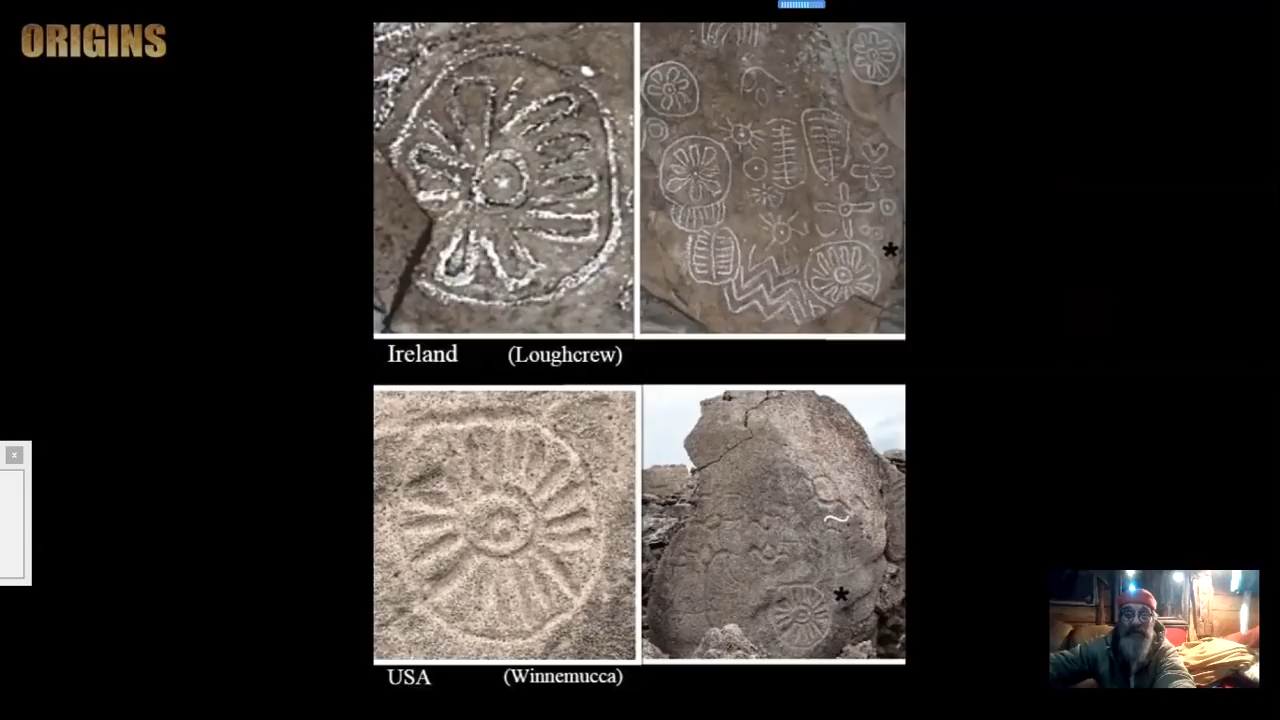 ORIGINS
*
Ireland (Loughcrew)
*
USA (Winnemucca)